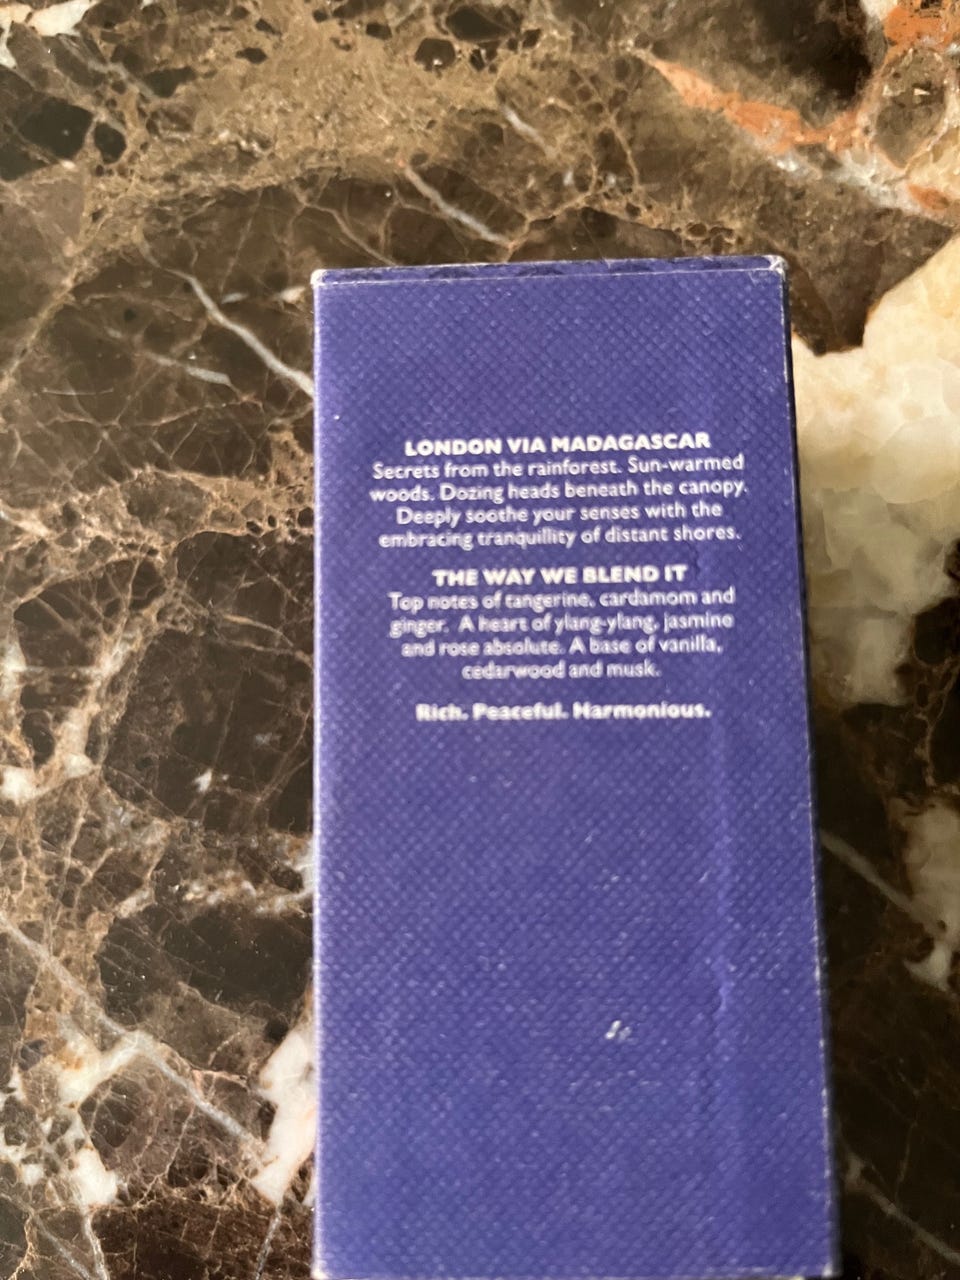 LONDON VIA MADAGASCAR
Secrets from the rainforest. Sun-warmed
woods. Dozing heads beneath the canopy.
Deeply soothe your senses with the
embracing tranquillity of distant shores.
THE WAY WE BLEND IT
Top notes of tangerine, cardamom and
ginger. A heart of ylang-ylang, jasmine
and rose absolute. A base of vanilla,
cedarwood and musk.
Rich. Peaceful. Harmonious.